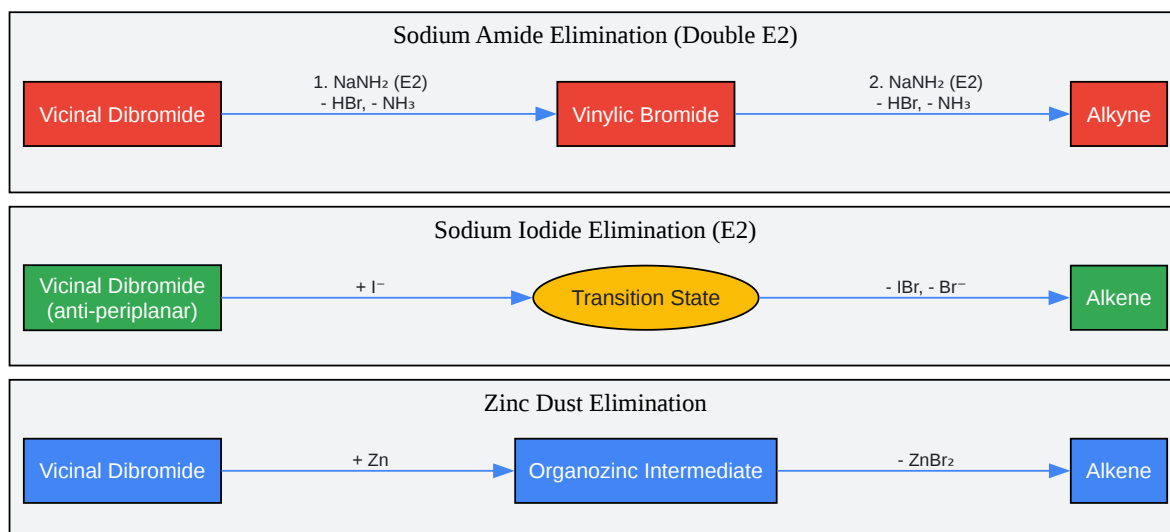 Sodium Amide Elimination (Double E2)
1. NaNH₂ (E2)
- HBr, - NH₃
2. NaNH₂ (E2)
- HBr, - NH₃
Vicinal Dibromide
Vinylic Bromide
Alkyne
Sodium Iodide Elimination (E2)
Vicinal Dibromide
(anti-periplanar)
+ I⁻
Transition State
- IBr, - Br⁻
Alkene
Zinc Dust Elimination
Vicinal Dibromide
+ Zn
Organozinc Intermediate
- ZnBr₂
Alkene